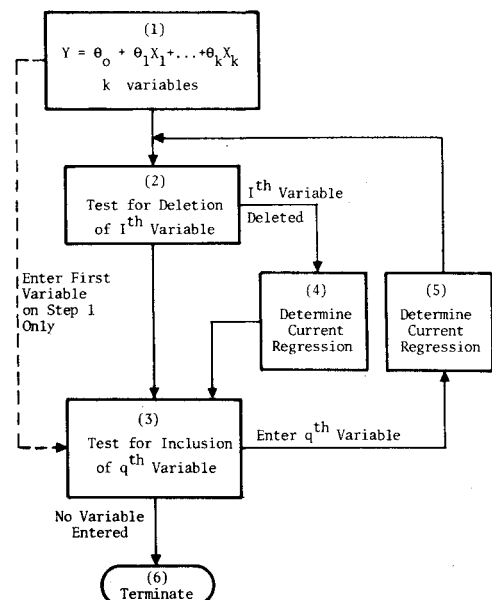 (1)
Y = θ₀ + θ₁X₁+...+θₖXₖ
k variables
(2)
Test for Deletion
of Iᵗʰ Variable
Iᵗʰ Variable
Deleted
Enter First
Variable
on Step 1
Only
(4)
Determine
Current
Regression
(5)
Determine
Current
Regression
(3)
Test for Inclusion
of qᵗʰ Variable
Enter qᵗʰ Variable
No Variable
Entered
(6)
Terminate